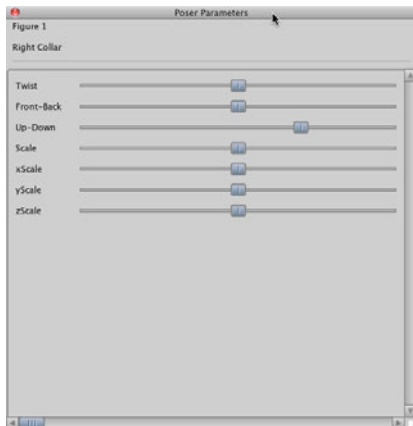 Poser Parameters
Figure 1
Right Collar
Twist
Front-Back
Up-Down
Scale
xScale
yScale
zScale